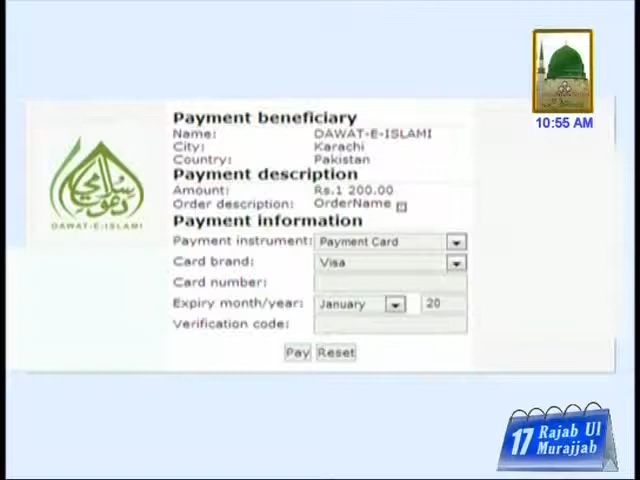 10:55 AM
Payment beneficiary
Name: DAWAT-E-ISLAMI
City: Karachi
Country: Pakistan
Payment description
Amount: Rs.1 200.00
Order description: OrderName
Payment information
Payment instrument: Payment Card
Card brand: Visa
Card number:
Expiry month/year: January 20
Verification code:
Pay Reset
دعوت اسلامی
DAWAT-E-ISLAMI
17 Rajab Ul
Murajjab